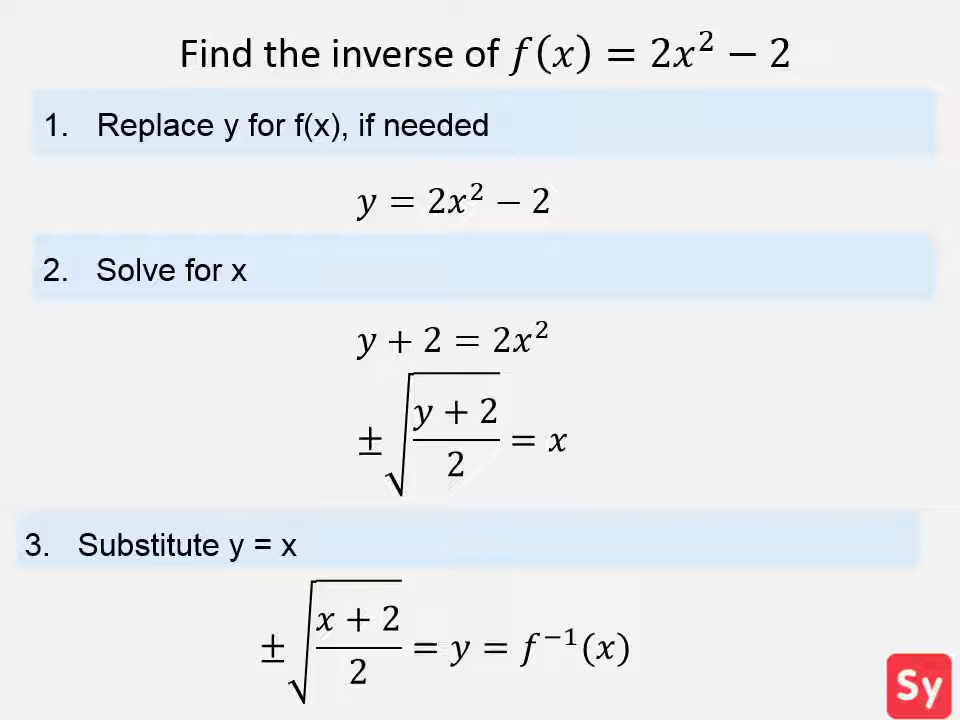 Find the inverse of f(x) = 2x² − 2
1. Replace y for f(x), if needed
y = 2x² − 2
2. Solve for x
y + 2 = 2x²
±√((y + 2)/2) = x
3. Substitute y = x
±√((x + 2)/2) = y = f⁻¹(x)
Sy